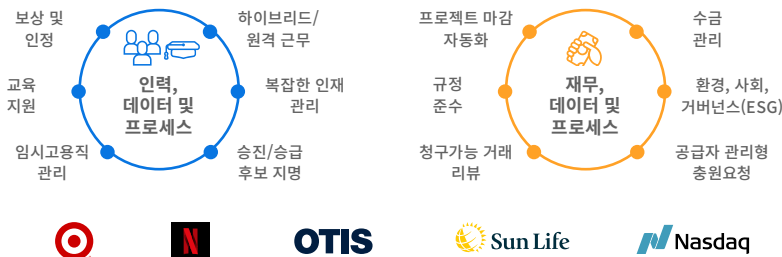 보상 및
인정
하이브리드/
원격 근무
교육
지원
인력,
데이터 및
프로세스
복잡한 인재
관리
임시고용직
관리
승진/승급
후보 지명
프로젝트 마감
자동화
수금
관리
규정
준수
재무,
데이터 및
프로세스
환경, 사회,
거버넌스(ESG)
청구가능 거래
리뷰
공급자 관리형
충원요청
N
OTIS
Sun Life
Nasdaq